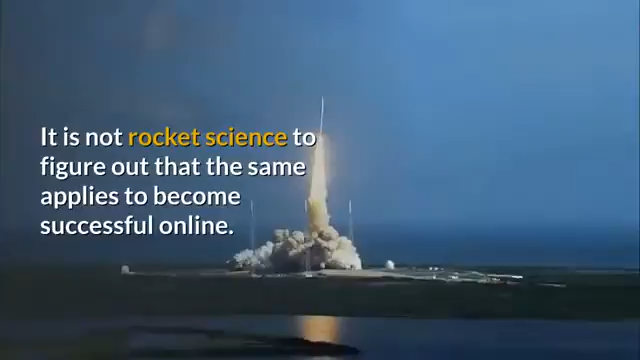 It is not rocket science to
figure out that the same
applies to become
successful online.